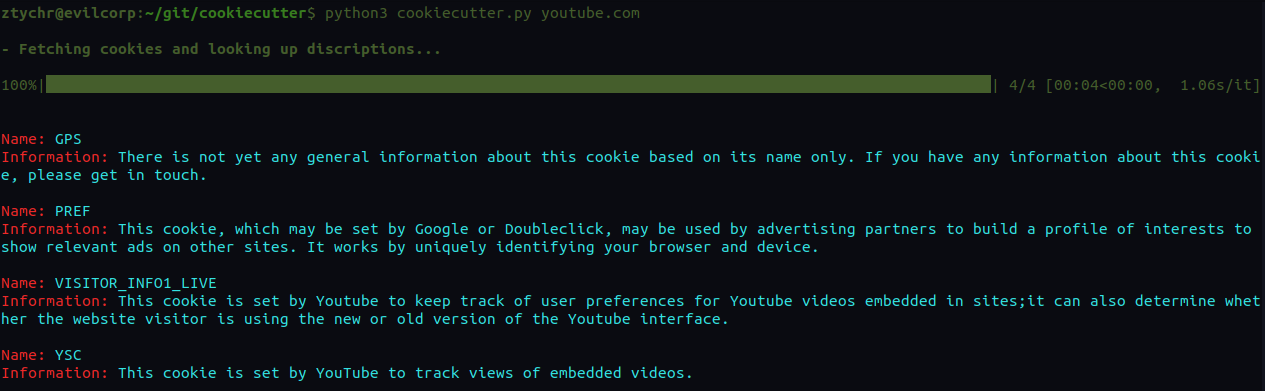 ztychr@evilcorp:~/git/cookiecutter$ python3 cookiecutter.py youtube.com
- Fetching cookies and looking up discriptions...
100%| | 4/4 [00:04<00:00,  1.06s/it]
Name: GPS
Information: There is not yet any general information about this cookie based on its name only. If you have any information about this cooki
e, please get in touch.
Name: PREF
Information: This cookie, which may be set by Google or Doubleclick, may be used by advertising partners to build a profile of interests to
show relevant ads on other sites. It works by uniquely identifying your browser and device.
Name: VISITOR_INFO1_LIVE
Information: This cookie is set by Youtube to keep track of user preferences for Youtube videos embedded in sites;it can also determine whet
her the website visitor is using the new or old version of the Youtube interface.
Name: YSC
Information: This cookie is set by YouTube to track views of embedded videos.